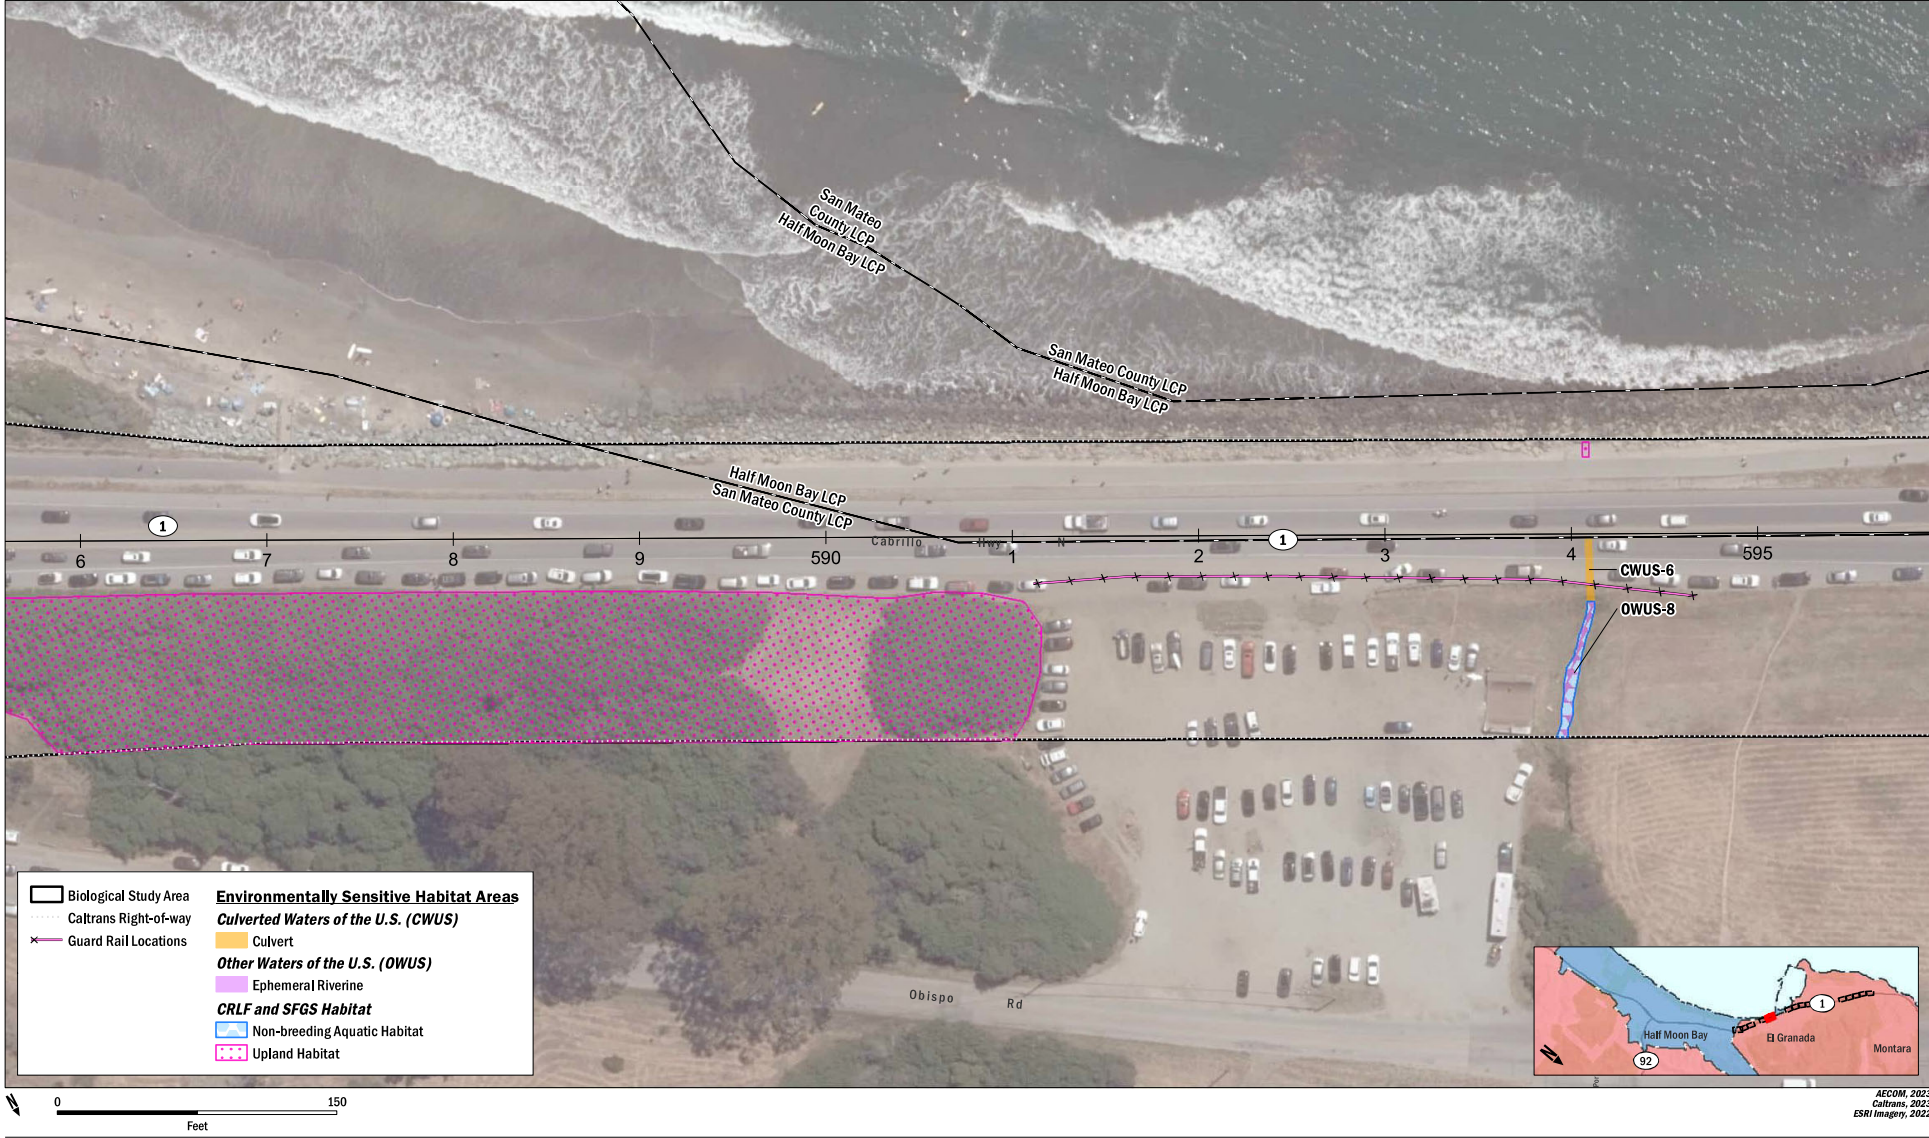 San Mateo
County LCP
Half Moon Bay LCP
San Mateo County LCP
Half Moon Bay LCP
Half Moon Bay LCP
San Mateo County LCP
1
Cabrillo Hwy N
1
6 7 8 9 590 1 2 3 4 595
CWUS-6
OWUS-8
Obispo Rd
Biological Study Area
Caltrans Right-of-way
Guard Rail Locations
Environmentally Sensitive Habitat Areas
Culverted Waters of the U.S. (CWUS)
Culvert
Other Waters of the U.S. (OWUS)
Ephemeral Riverine
CRLF and SFGS Habitat
Non-breeding Aquatic Habitat
Upland Habitat
1
Half Moon Bay
El Granada
Montara
92
N
N
0 150
Feet
AECOM, 2023
Caltrans, 2023
ESRI Imagery, 2022